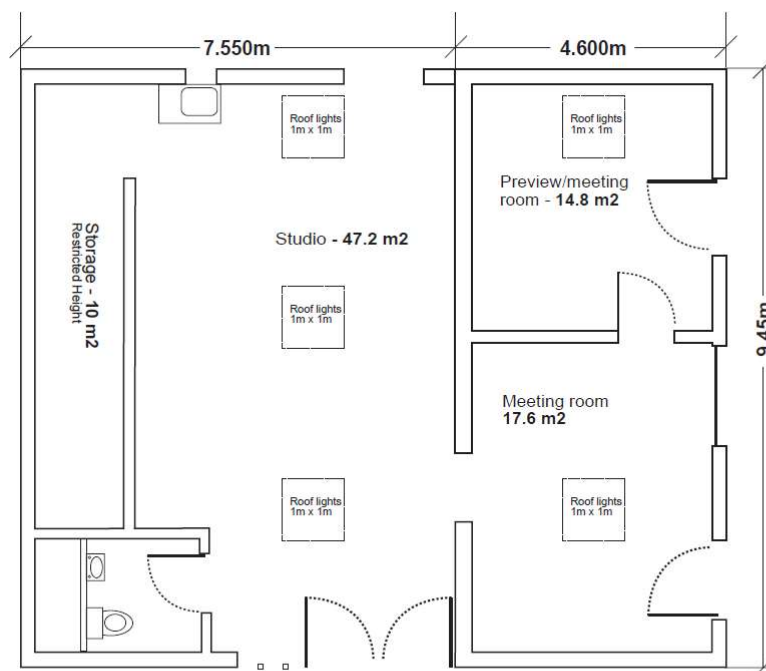 7.550m
4.600m
Roof lights
1m x 1m
Roof lights
1m x 1m
Preview/meeting
room - 14.8 m2
Studio - 47.2 m2
Storage - 10 m2
Restricted Height
Roof lights
1m x 1m
9.45m
Meeting room
17.6 m2
Roof lights
1m x 1m
Roof lights
1m x 1m